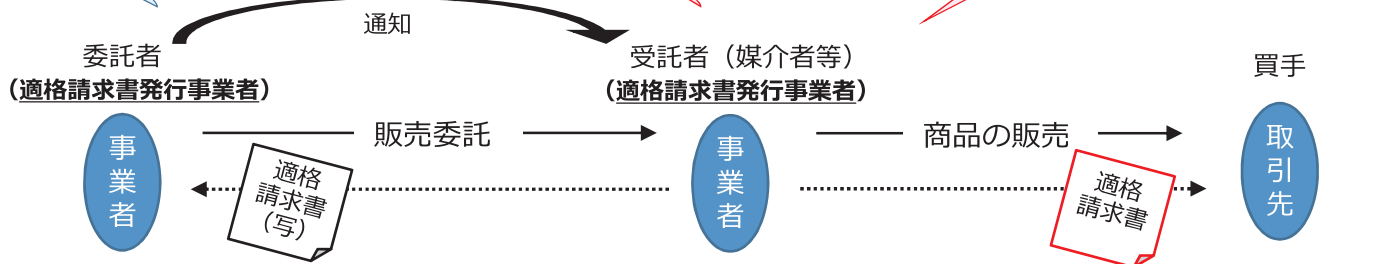 通知
委託者
（適格請求書発行事業者）
受託者（媒介者等）
（適格請求書発行事業者）
買手
事業者
販売委託
適格
請求書
（写）
事業者
商品の販売
適格
請求書
取引先